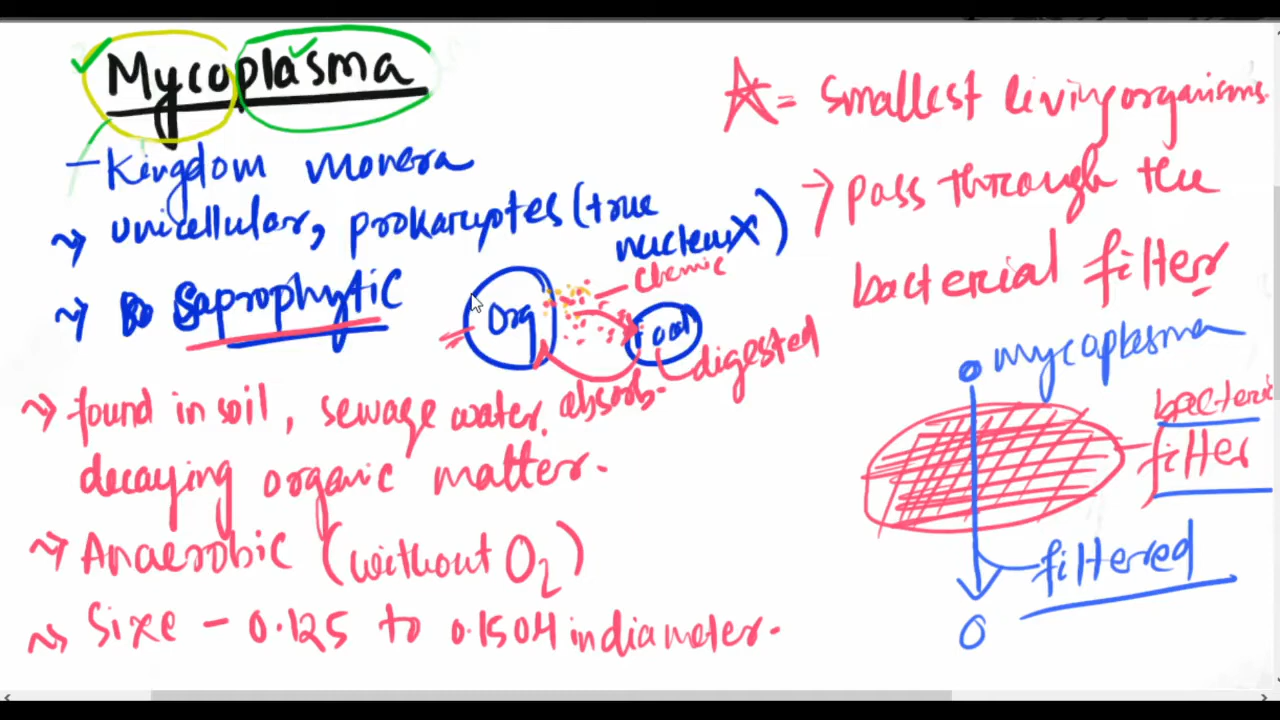 Mycoplasma
- Kingdom monera
unicellular, prokaryotes (true
nucleus X)
Saprophytic
Org
chemic
food
digested
absorb.
found in soil, sewage water,
decaying organic matter.
Anaerobic (without O2)
Size - 0.125 to 0.150μ in diameter.
= smallest living organisms.
→ pass through the
bacterial filter
mycoplasma
filter
filtered